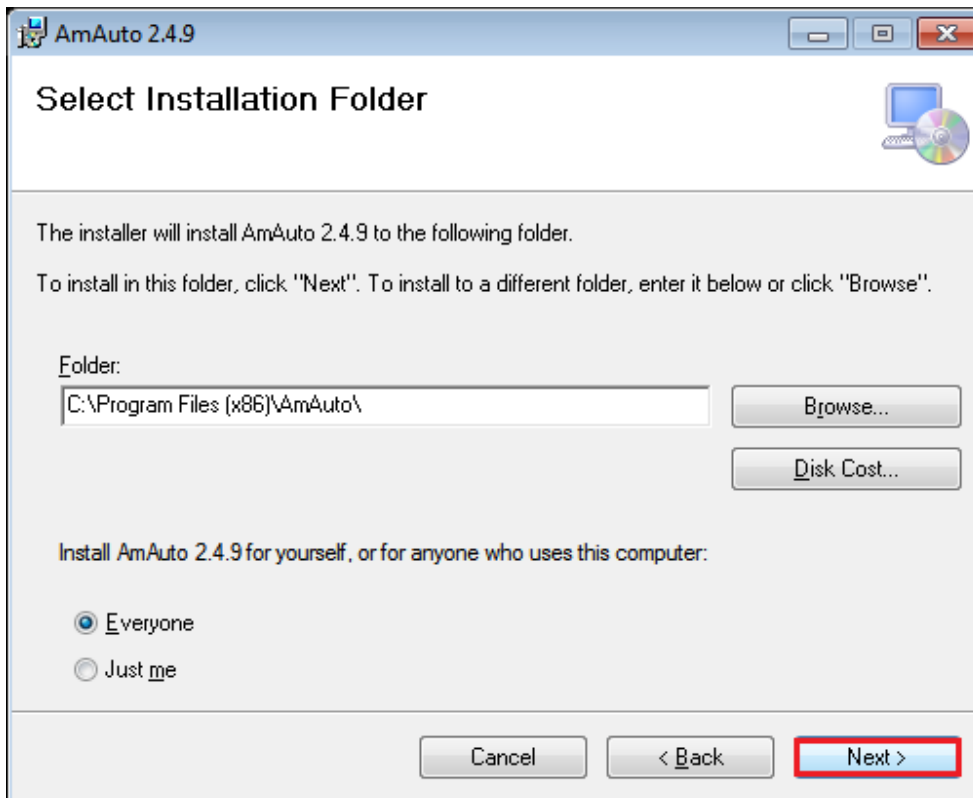 AmAuto 2.4.9
Select Installation Folder
The installer will install AmAuto 2.4.9 to the following folder.
To install in this folder, click "Next". To install to a different folder, enter it below or click "Browse".
Folder:
C:\Program Files (x86)\AmAuto\
Browse...
Disk Cost...
Install AmAuto 2.4.9 for yourself, or for anyone who uses this computer:
Everyone
Just me
Cancel
< Back
Next >